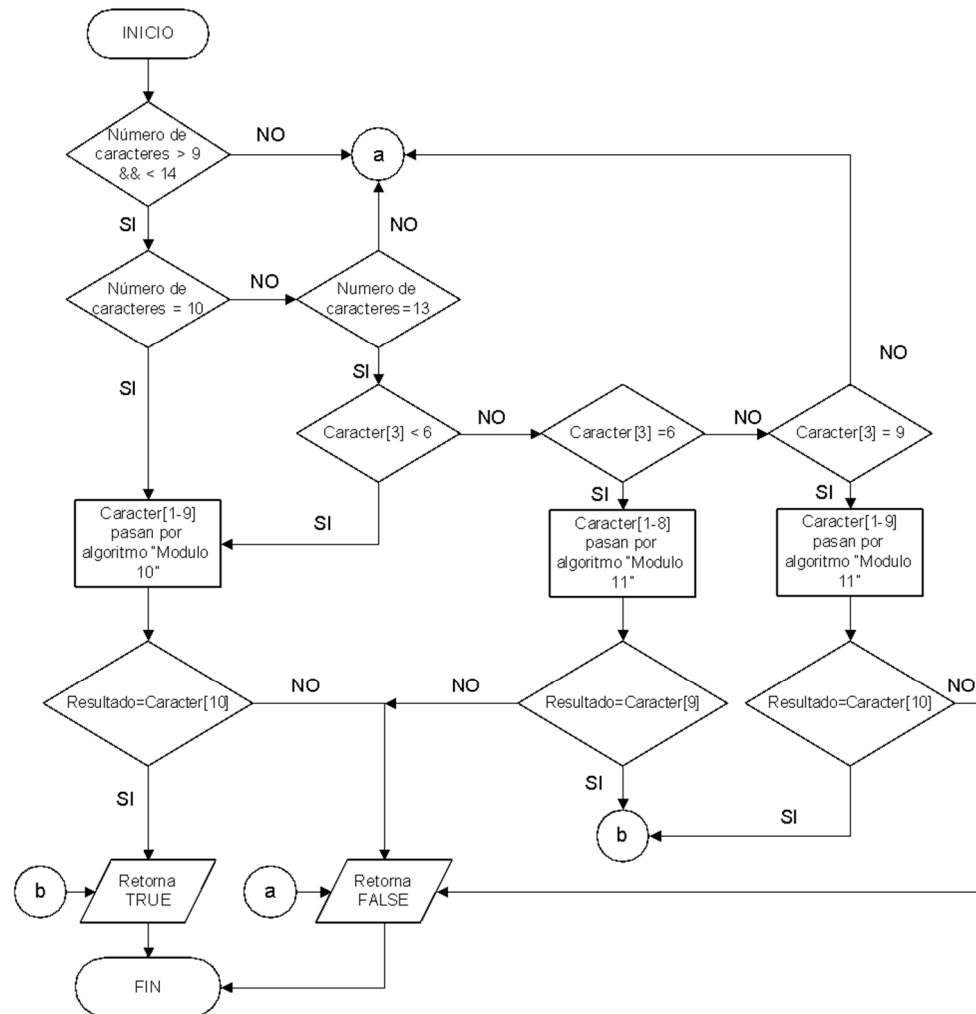 INICIO
Número de
caracteres > 9
&& < 14
NO
a
SI
NO
Número de
caracteres = 10
NO
Numero de
caracteres=13
NO
SI
SI
Caracter[3] < 6
NO
Caracter[3] =6
NO
Caracter[3] = 9
SI
SI
SI
Caracter[1-9]
pasan por
algoritmo "Modulo
10"
Caracter[1-8]
pasan por
algoritmo "Modulo
11"
Caracter[1-9]
pasan por
algoritmo "Modulo
11"
Resultado=Caracter[10]
NO
NO
Resultado=Caracter[9]
Resultado=Caracter[10]
NO
SI
SI
SI
b
b
Retorna
TRUE
a
Retorna
FALSE
FIN